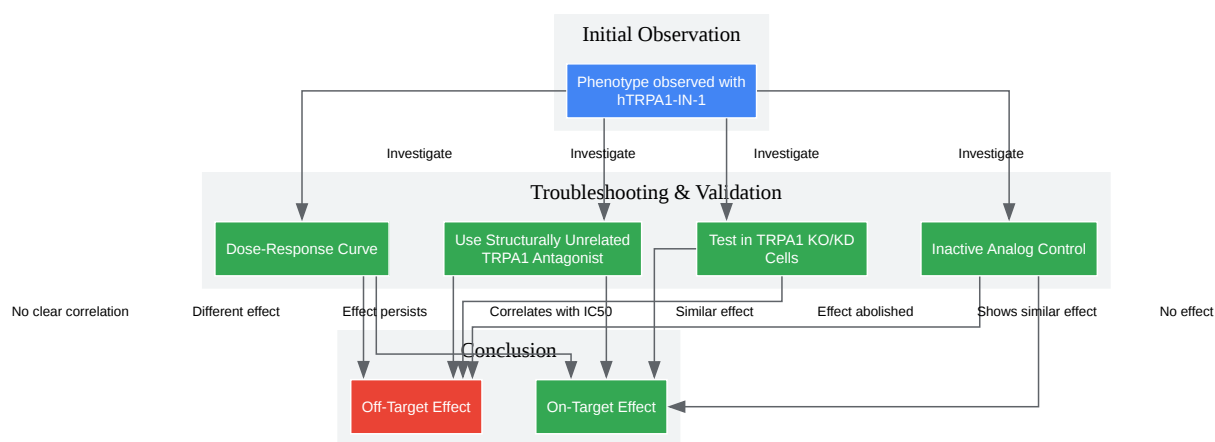 Initial Observation
Phenotype observed with
hTRPA1-IN-1
Investigate
Investigate
Investigate
Investigate
Troubleshooting & Validation
Dose-Response Curve
Use Structurally Unrelated
TRPA1 Antagonist
Test in TRPA1 KO/KD
Cells
Inactive Analog Control
No clear correlation
Different effect
Effect persists
Correlates with IC50
Similar effect
Effect abolished
Shows similar effect
No effect
Conclusion
Off-Target Effect
On-Target Effect